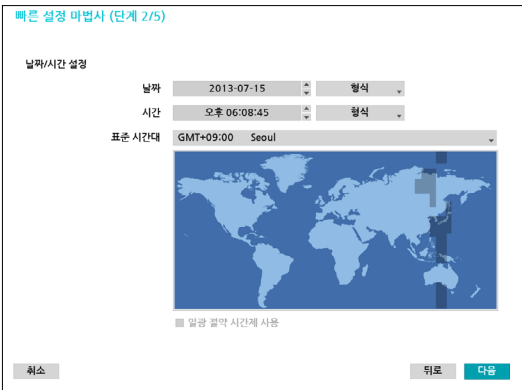 빠른 설정 마법사 (단계 2/5)
날짜/시간 설정
날짜 2013-07-15 형식
시간 오후 06:08:45 형식
표준 시간대 GMT+09:00 Seoul
일광 절약 시간제 사용
취소 뒤로 다음